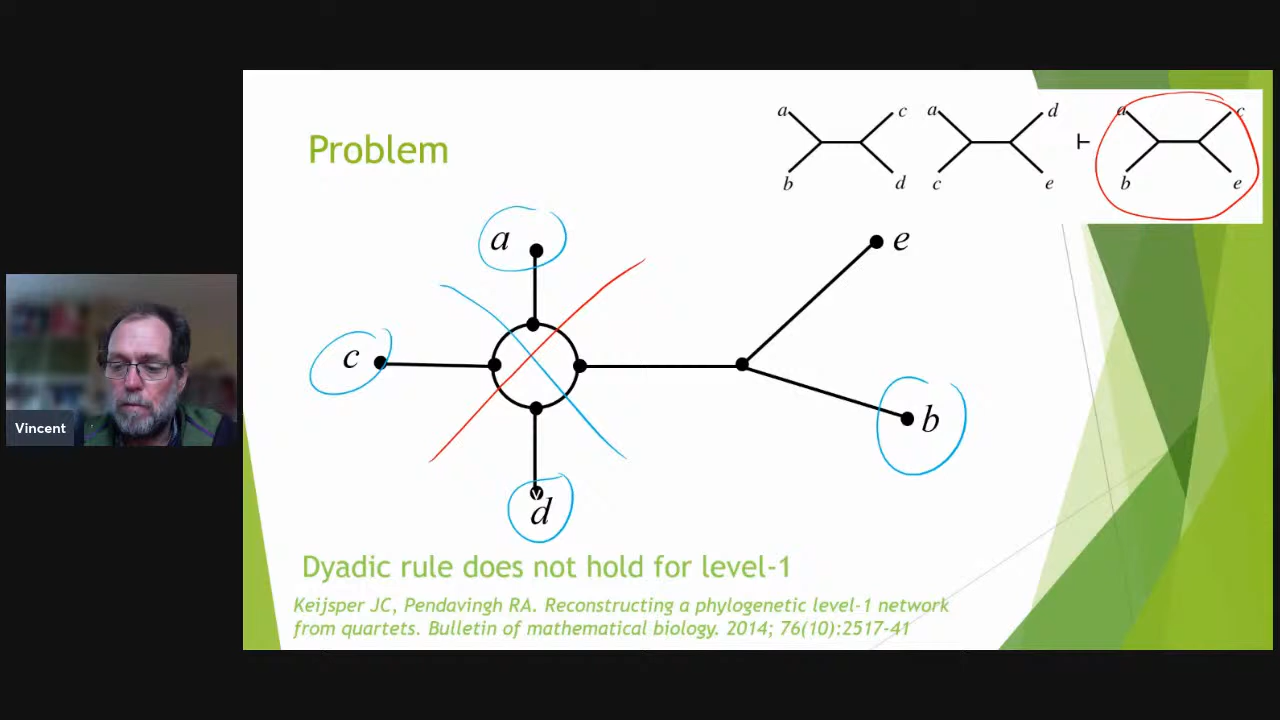 Problem
a c a d ⊢ a c
b d c e b e
a
e
c
b
d
Dyadic rule does not hold for level-1
Keijsper JC, Pendavingh RA. Reconstructing a phylogenetic level-1 network
from quartets. Bulletin of mathematical biology. 2014; 76(10):2517-41
Vincent